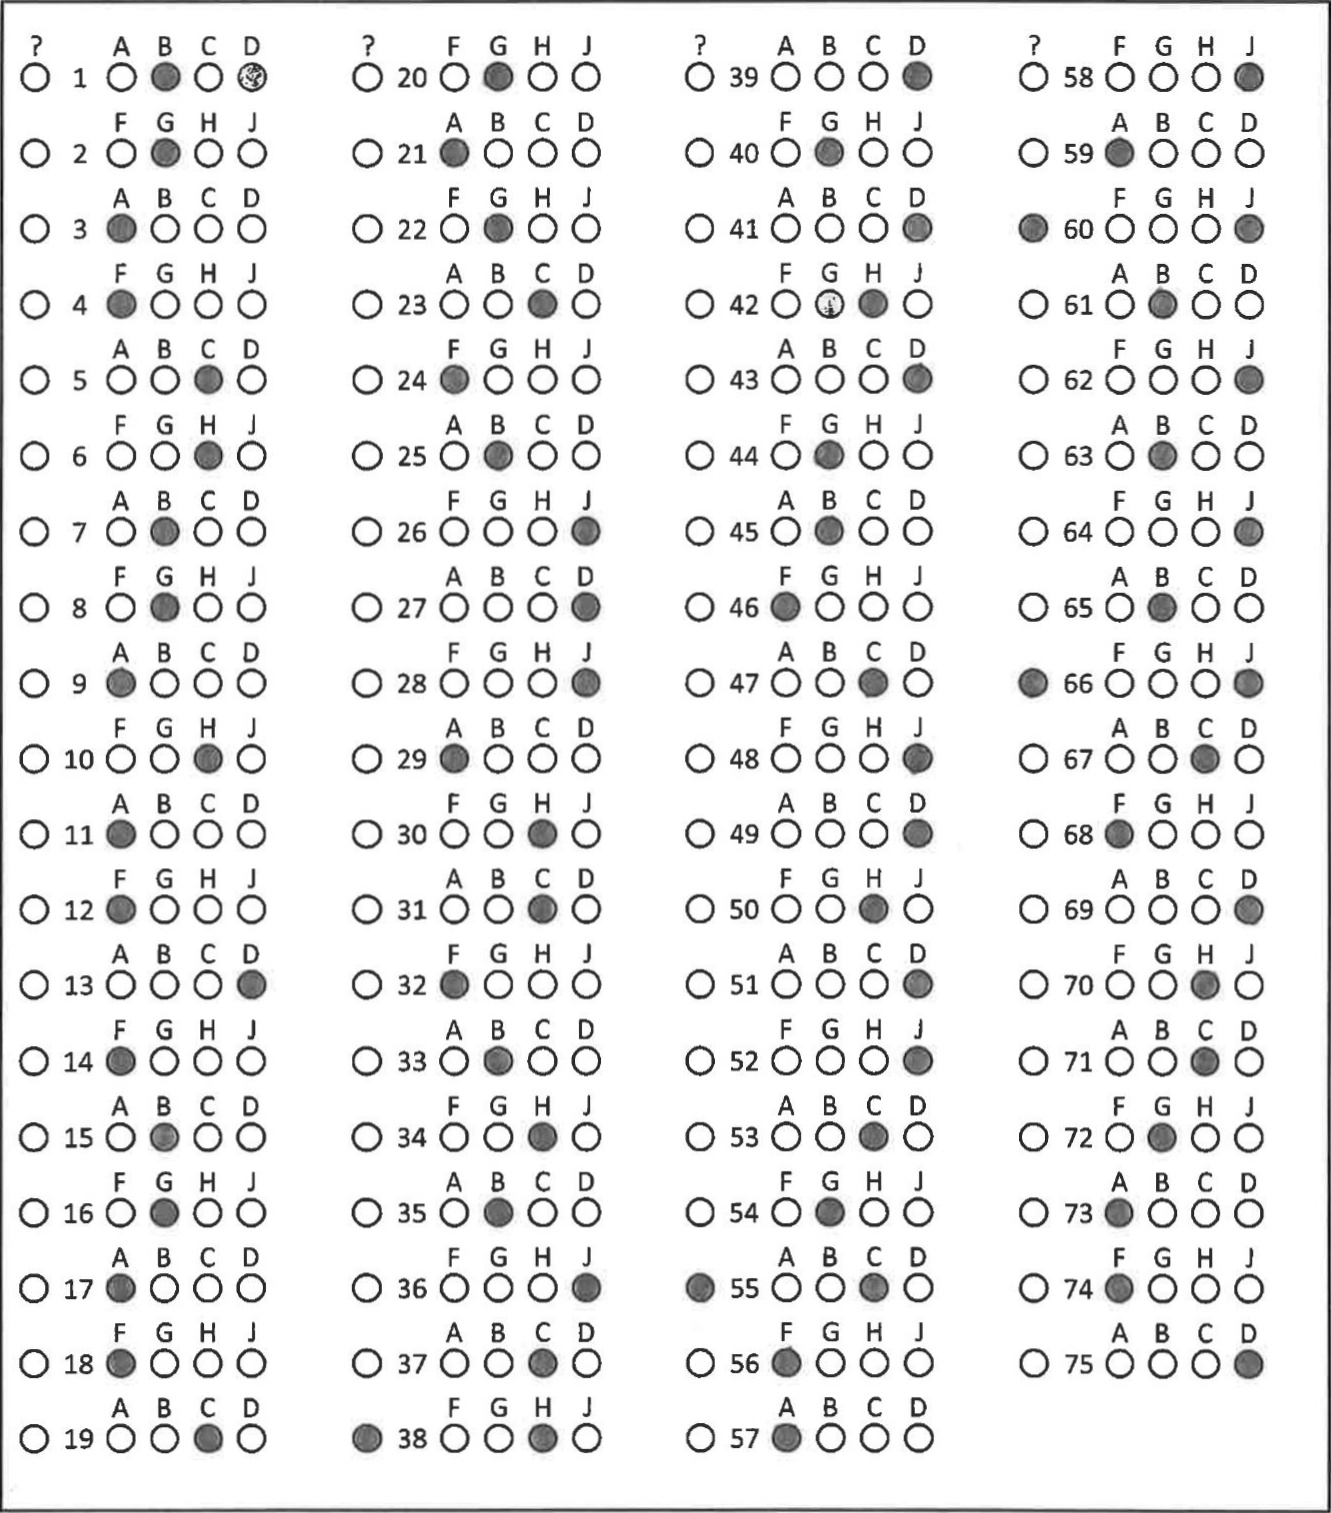 ? A B C D
1
F G H J
2
A B C D
3
F G H J
4
A B C D
5
F G H J
6
A B C D
7
F G H J
8
A B C D
9
F G H J
10
A B C D
11
F G H J
12
A B C D
13
F G H J
14
A B C D
15
F G H J
16
A B C D
17
F G H J
18
A B C D
19
? F G H J
20
A B C D
21
F G H J
22
A B C D
23
F G H J
24
A B C D
25
F G H J
26
A B C D
27
F G H J
28
A B C D
29
F G H J
30
A B C D
31
F G H J
32
A B C D
33
F G H J
34
A B C D
35
F G H J
36
A B C D
37
F G H J
38
? A B C D
39
F G H J
40
A B C D
41
F G H J
42
A B C D
43
F G H J
44
A B C D
45
F G H J
46
A B C D
47
F G H J
48
A B C D
49
F G H J
50
A B C D
51
F G H J
52
A B C D
53
F G H J
54
A B C D
55
F G H J
56
A B C D
57
? F G H J
58
A B C D
59
F G H J
60
A B C D
61
F G H J
62
A B C D
63
F G H J
64
A B C D
65
F G H J
66
A B C D
67
F G H J
68
A B C D
69
F G H J
70
A B C D
71
F G H J
72
A B C D
73
F G H J
74
A B C D
75